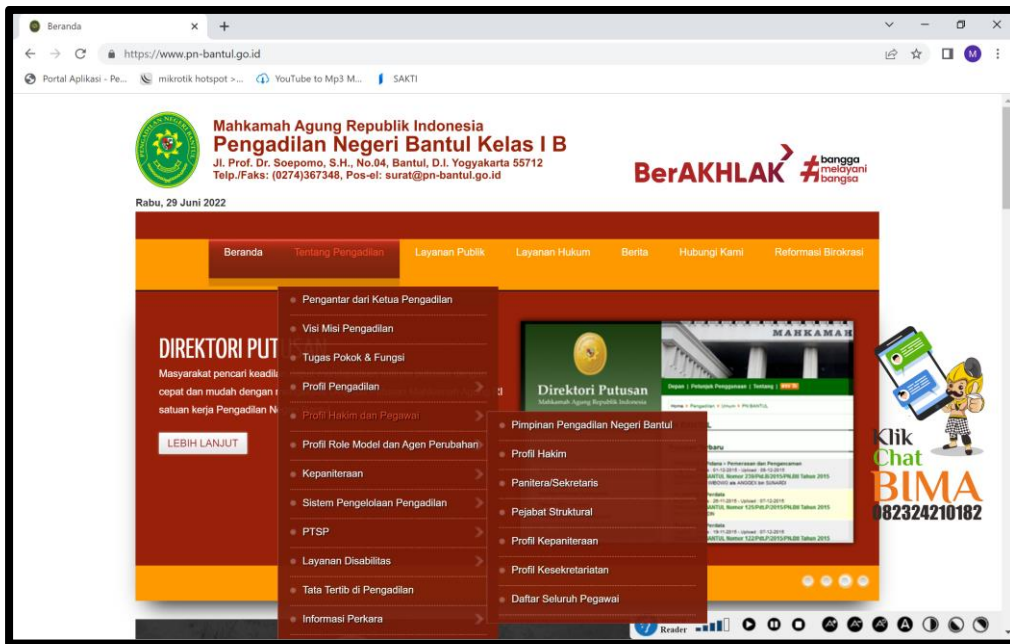 Beranda
https://www.pn-bantul.go.id
M
Portal Aplikasi - Pe...
mikrotik hotspot >...
YouTube to Mp3 M...
SAKTI
Mahkamah Agung Republik Indonesia
Pengadilan Negeri Bantul Kelas I B
Jl. Prof. Dr. Soepomo, S.H., No.04, Bantul, D.I. Yogyakarta 55712
Telp./Faks: (0274)367348, Pos-el: surat@pn-bantul.go.id
BerAKHLAK
# bangga
melayani
bangsa
Rabu, 29 Juni 2022
Beranda Tentang Pengadilan Layanan Publik Layanan Hukum Berita Hubungi Kami Reformasi Birokrasi
DIREKTORI PUTUSAN
Masyarakat pencari keadila
cepat dan mudah dengan
satuan kerja Pengadilan N
LEBIH LANJUT
Pengantar dari Ketua Pengadilan
Visi Misi Pengadilan
Tugas Pokok & Fungsi
Profil Pengadilan
Profil Hakim dan Pegawai
Profil Role Model dan Agen Perubahan
Kepaniteraan
Sistem Pengelolaan Pengadilan
PTSP
Layanan Disabilitas
Tata Tertib di Pengadilan
Informasi Perkara
Pimpinan Pengadilan Negeri Bantul
Profil Hakim
Panitera/Sekretaris
Pejabat Struktural
Profil Kepaniteraan
Profil Kesekretariatan
Daftar Seluruh Pegawai
Direktori Putusan
Mahkamah Agung Republik Indonesia
MAHKAMAH
Depan | Petunjuk Penggunaan | Tentang |
Klik
Chat
BIMA
082324210182
Reader